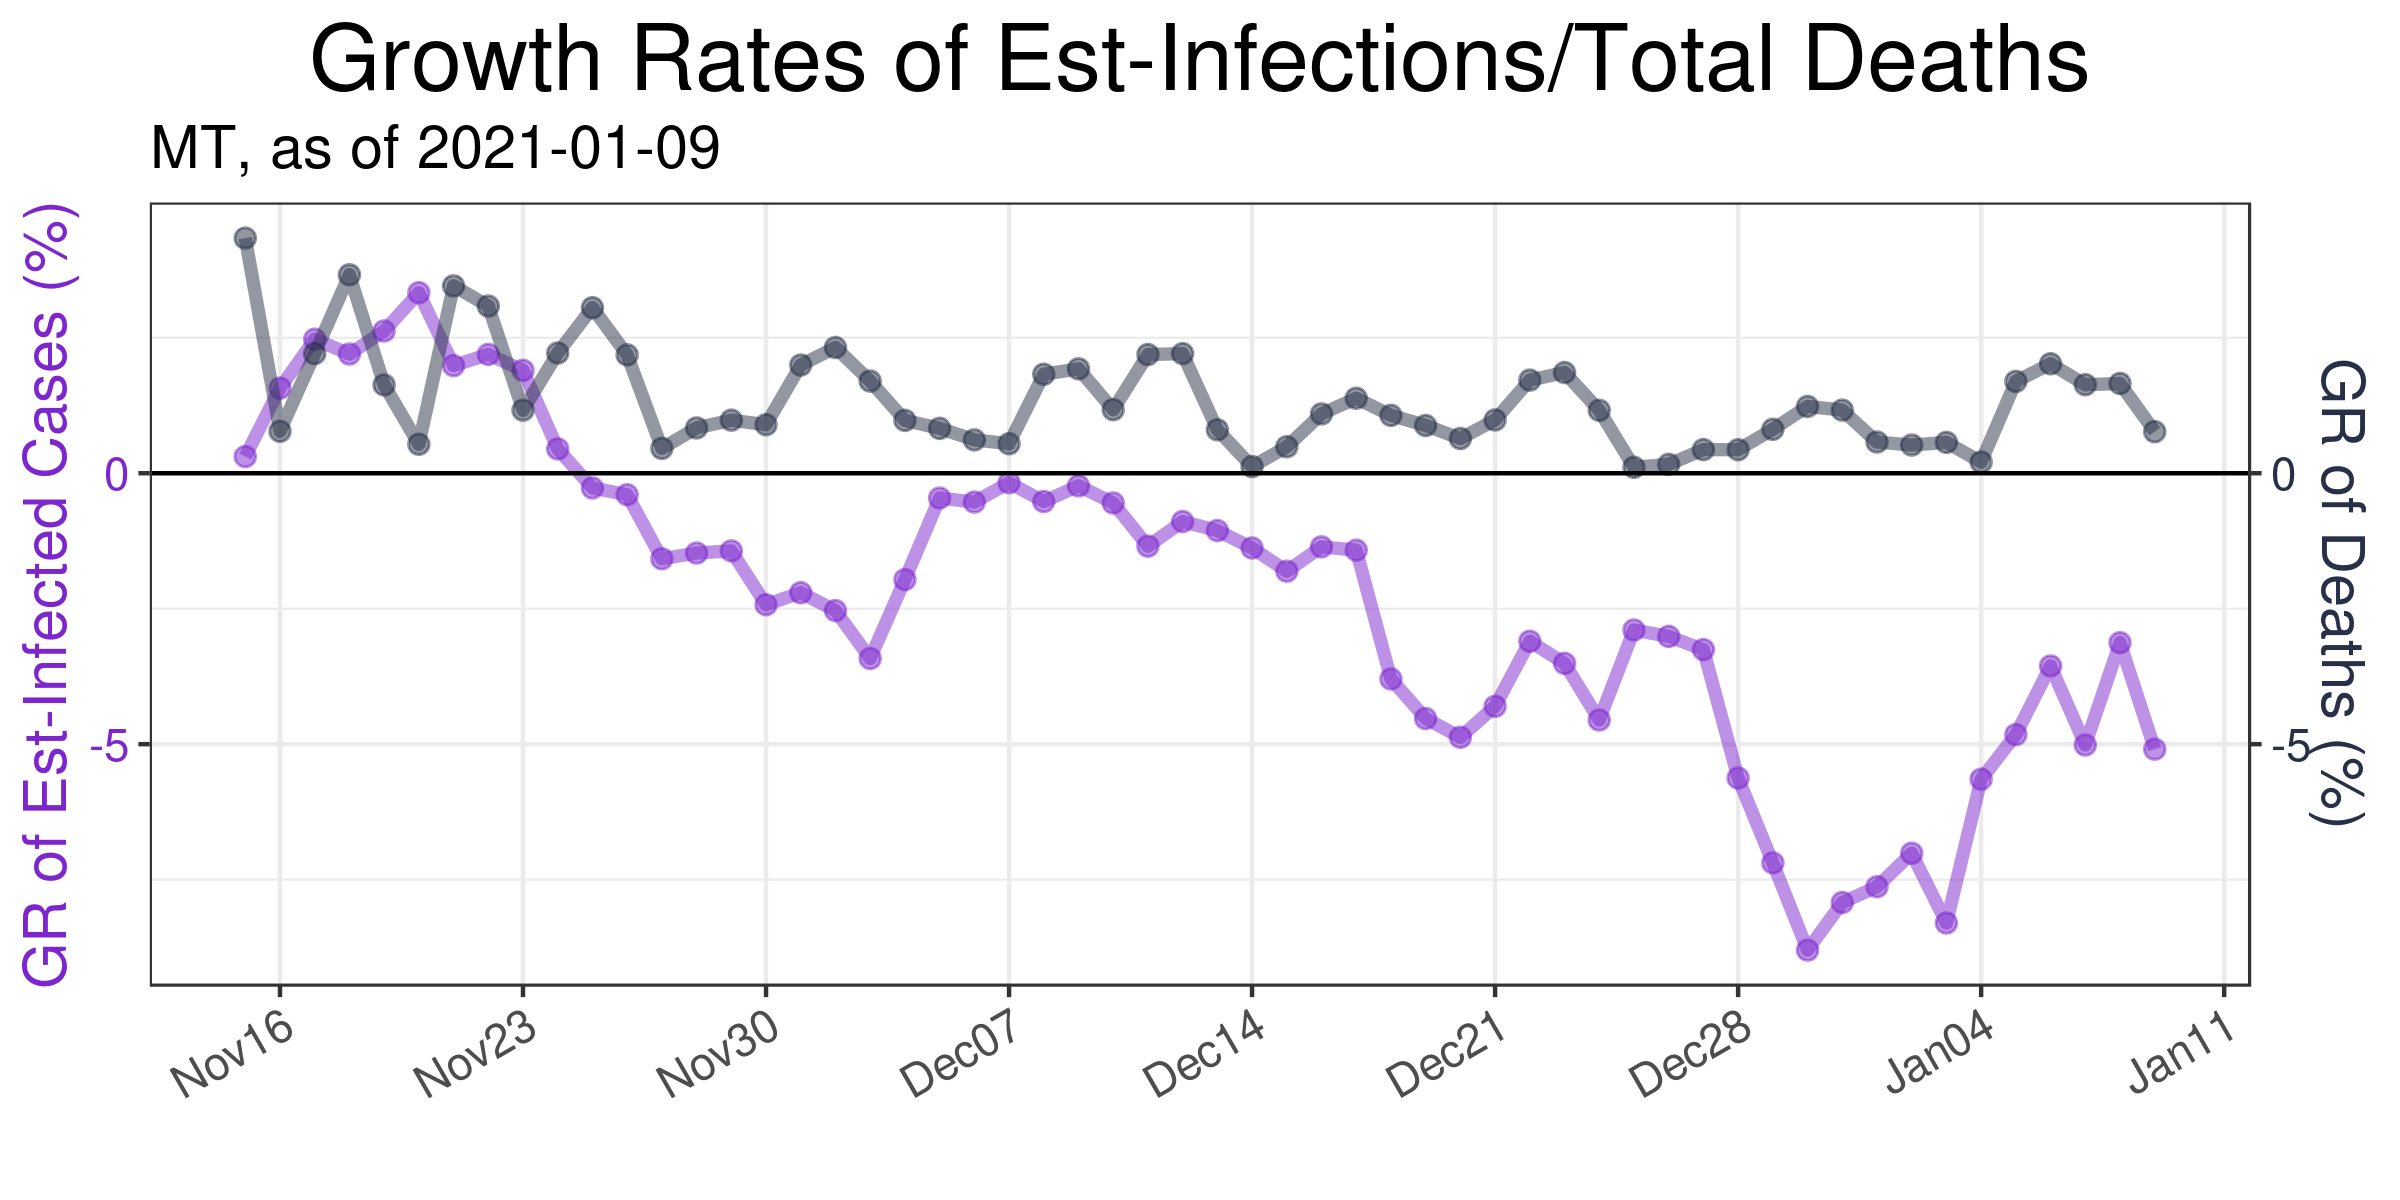 Growth Rates of Est-Infections/Total Deaths
MT, as of 2021-01-09
GR of Est-Infected Cases (%)
0
-5
0
-5
GR of Deaths (%)
Nov16
Nov23
Nov30
Dec07
Dec14
Dec21
Dec28
Jan04
Jan11